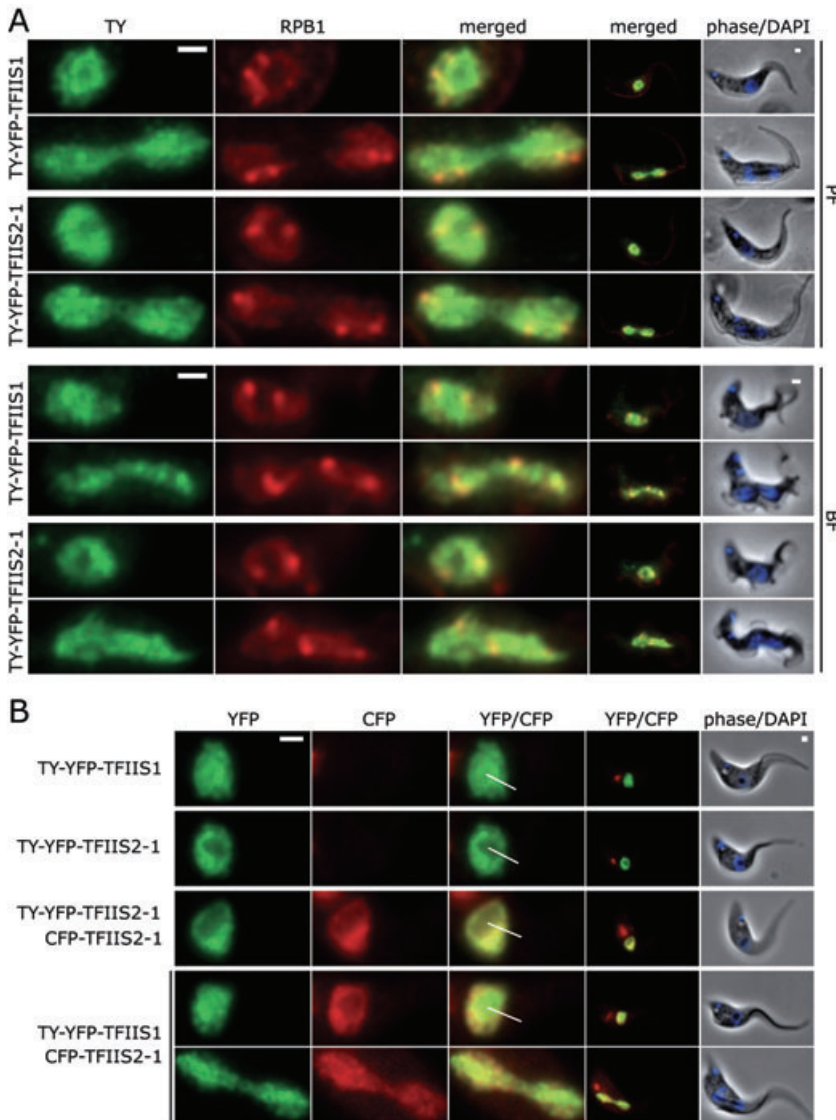 A
TY RPB1 merged merged phase/DAPI
TY-YFP-TFIIS1
TY-YFP-TFIIS2-1
PF
TY-YFP-TFIIS1
TY-YFP-TFIIS2-1
BF
B
YFP CFP YFP/CFP YFP/CFP phase/DAPI
TY-YFP-TFIIS1
TY-YFP-TFIIS2-1
TY-YFP-TFIIS2-1
CFP-TFIIS2-1
TY-YFP-TFIIS1
CFP-TFIIS2-1